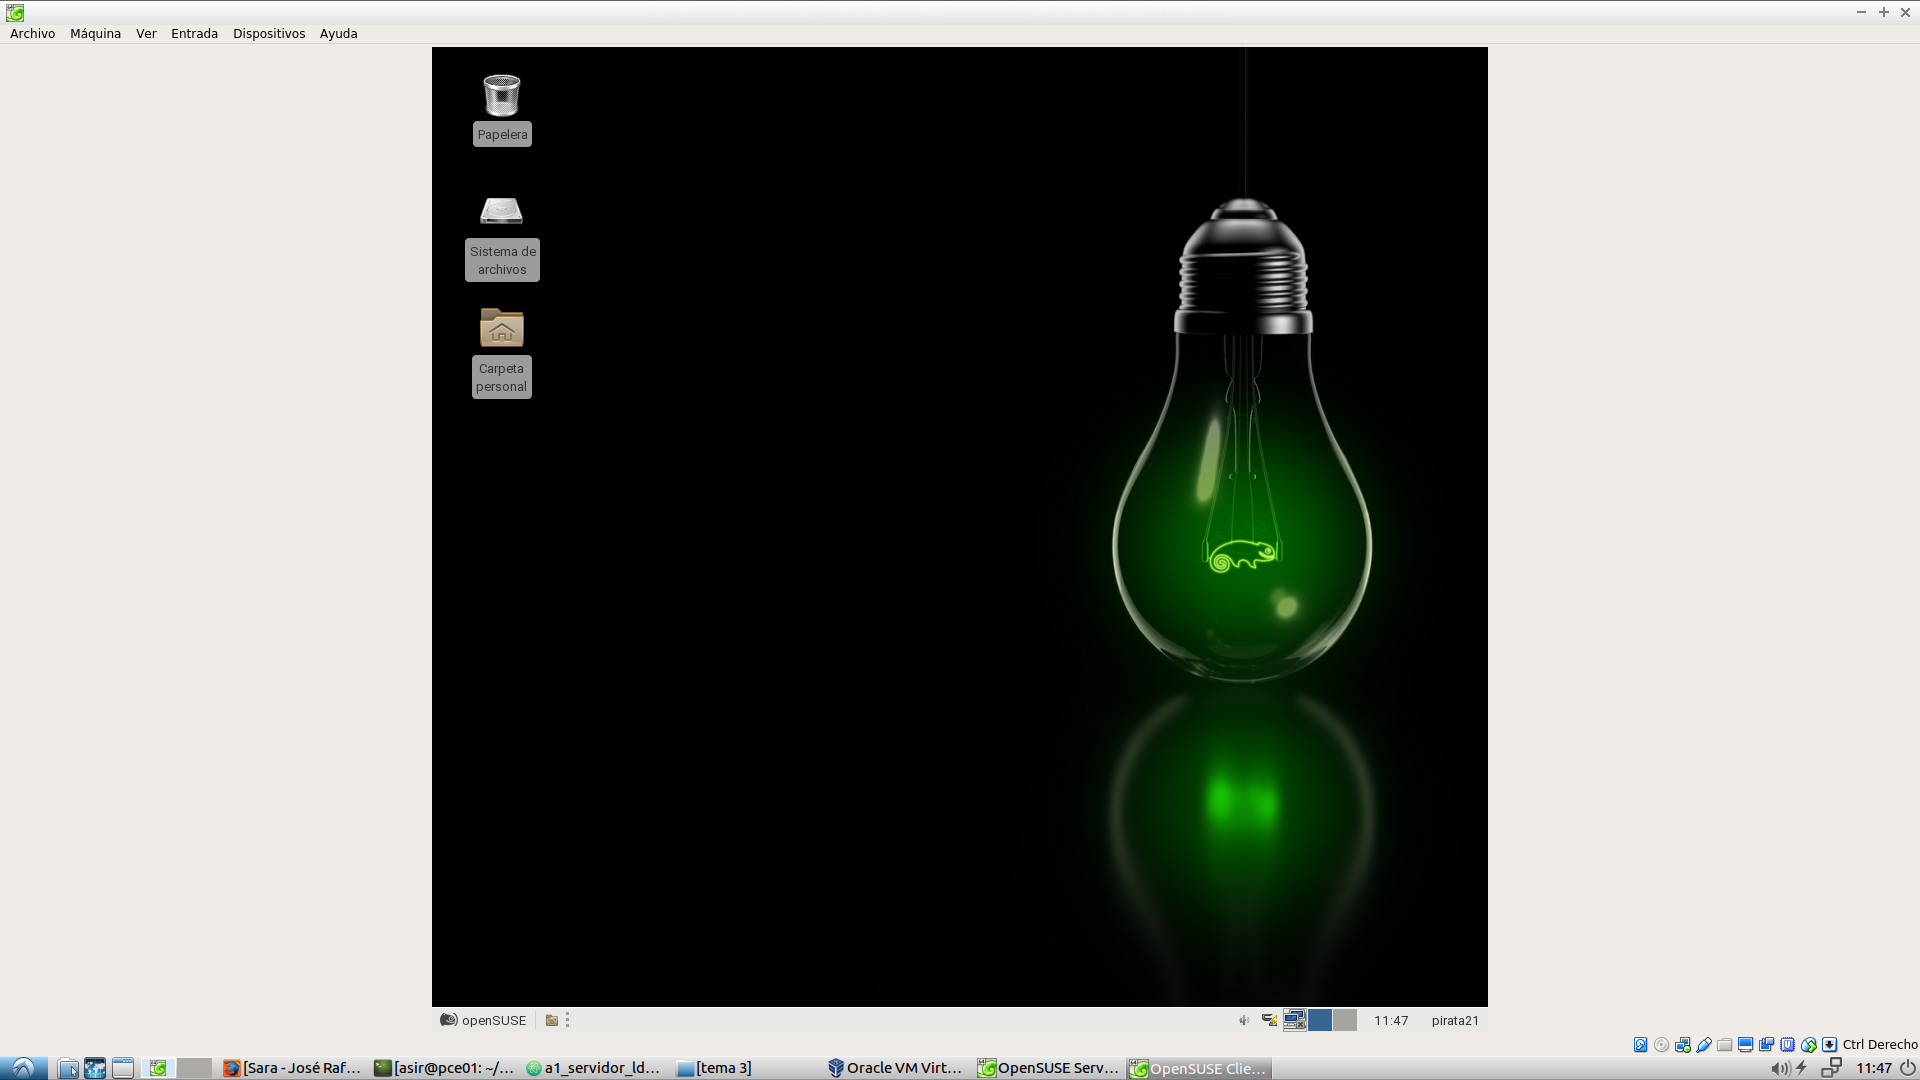 Archivo Máquina Ver Entrada Dispositivos Ayuda
Papelera
Sistema de
archivos
Carpeta
personal
openSUSE
11:47 pirata21
Ctrl Derecho
[Sara - José Raf... [asir@pce01: ~/... a1_servidor_ld... [tema 3] Oracle VM Virt... OpenSUSE Serv... OpenSUSE Clie... 11:47